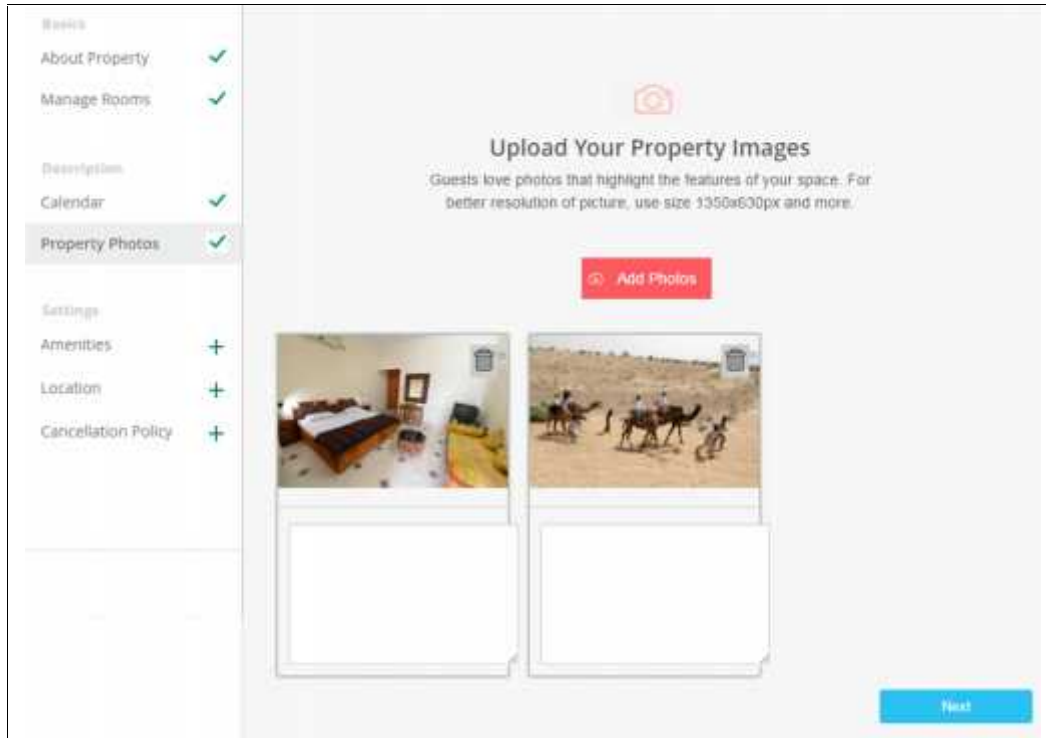 Basics
About Property
Manage Rooms
Description
Calendar
Property Photos
Settings
Amenities
Location
Cancellation Policy
Upload Your Property Images
Guests love photos that highlight the features of your space. For
better resolution of picture, use size 1350x630px and more.
Add Photos
Next